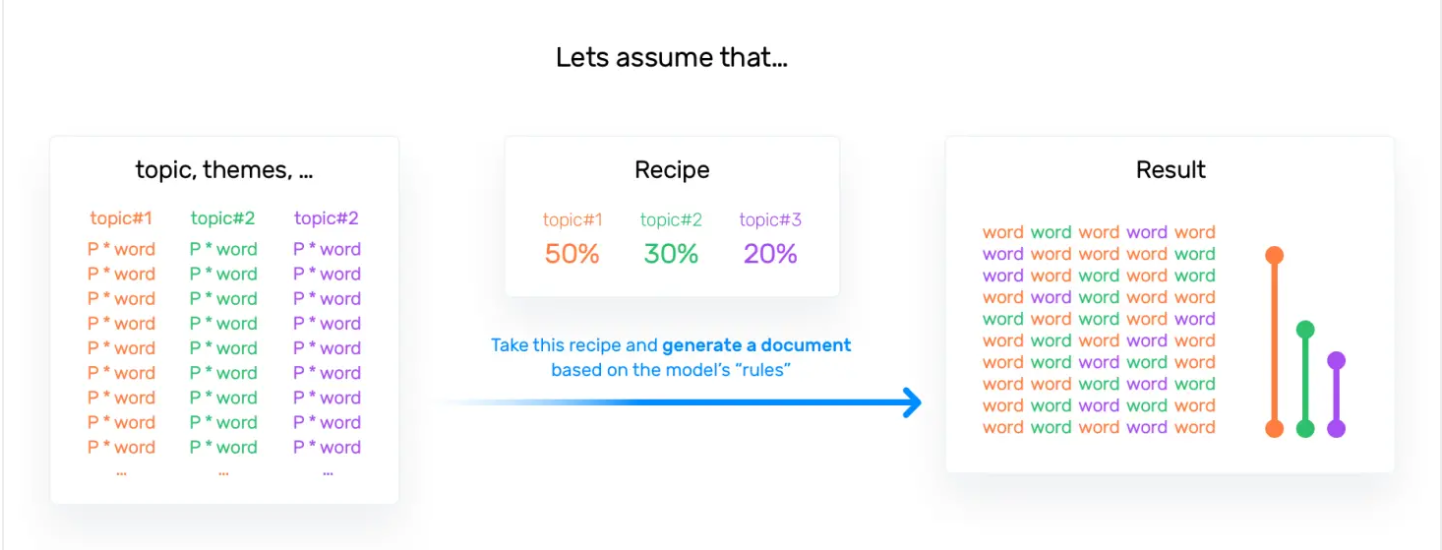 Lets assume that...
topic, themes, ...
topic#1 topic#2 topic#2
P * word P * word P * word
P * word P * word P * word
P * word P * word P * word
P * word P * word P * word
P * word P * word P * word
P * word P * word P * word
P * word P * word P * word
P * word P * word P * word
P * word P * word P * word
... ... ...
Recipe
topic#1 topic#2 topic#3
50% 30% 20%
Take this recipe and generate a document
based on the model’s “rules”
Result
word word word word word
word word word word word
word word word word word
word word word word word
word word word word word
word word word word word
word word word word word
word word word word word
word word word word word
word word word word word